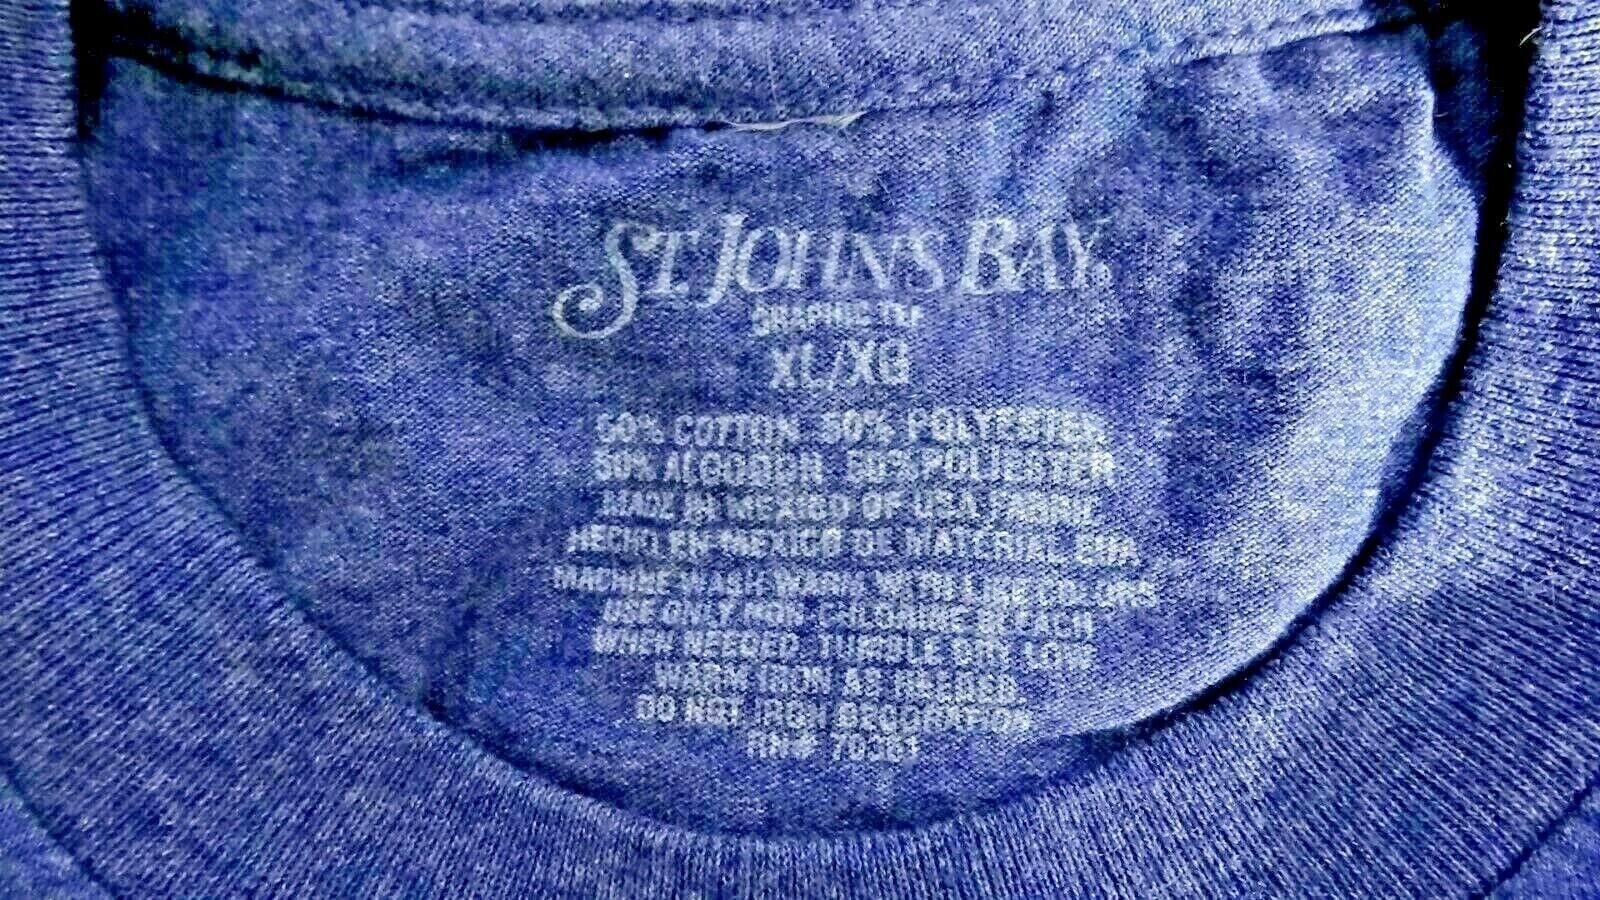 ST. JOHN'S BAY®
GRAPHIC TEE
XL/XG
50% COTTON 50% POLYESTER
50% ALGODON 50% POLIESTER
MADE IN MEXICO OF USA FABRIC
HECHO EN MEXICO DE MATERIAL
MACHINE WASH WARM WITH LIKE COLORS
USE ONLY NON CHLORINE BLEACH
WHEN NEEDED. TUMBLE DRY LOW
WARM IRON AS NEEDED
DO NOT IRON DECORATION
RN# 70361